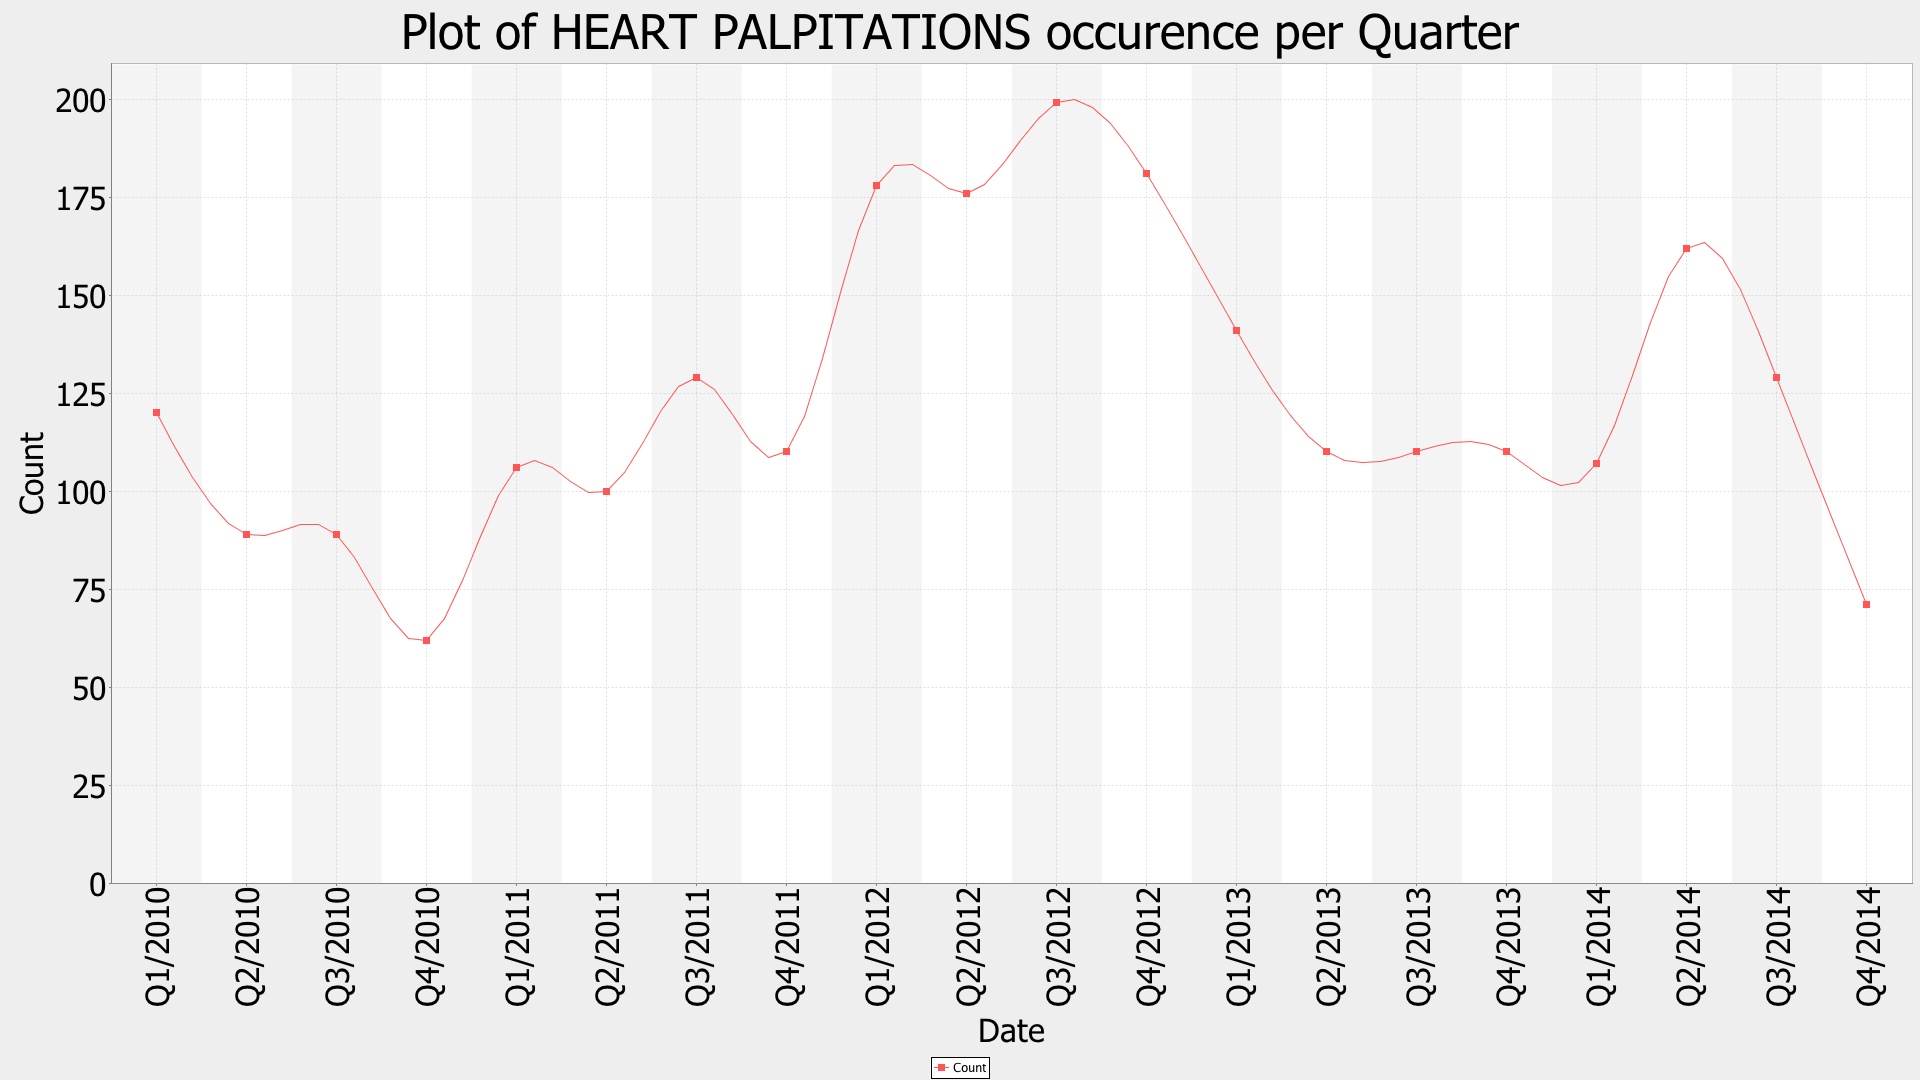 Plot of HEART PALPITATIONS occurence per Quarter
200
175
150
125
100
75
50
25
0
Count
Q1/2010
Q2/2010
Q3/2010
Q4/2010
Q1/2011
Q2/2011
Q3/2011
Q4/2011
Q1/2012
Q2/2012
Q3/2012
Q4/2012
Q1/2013
Q2/2013
Q3/2013
Q4/2013
Q1/2014
Q2/2014
Q3/2014
Q4/2014
Date
Count